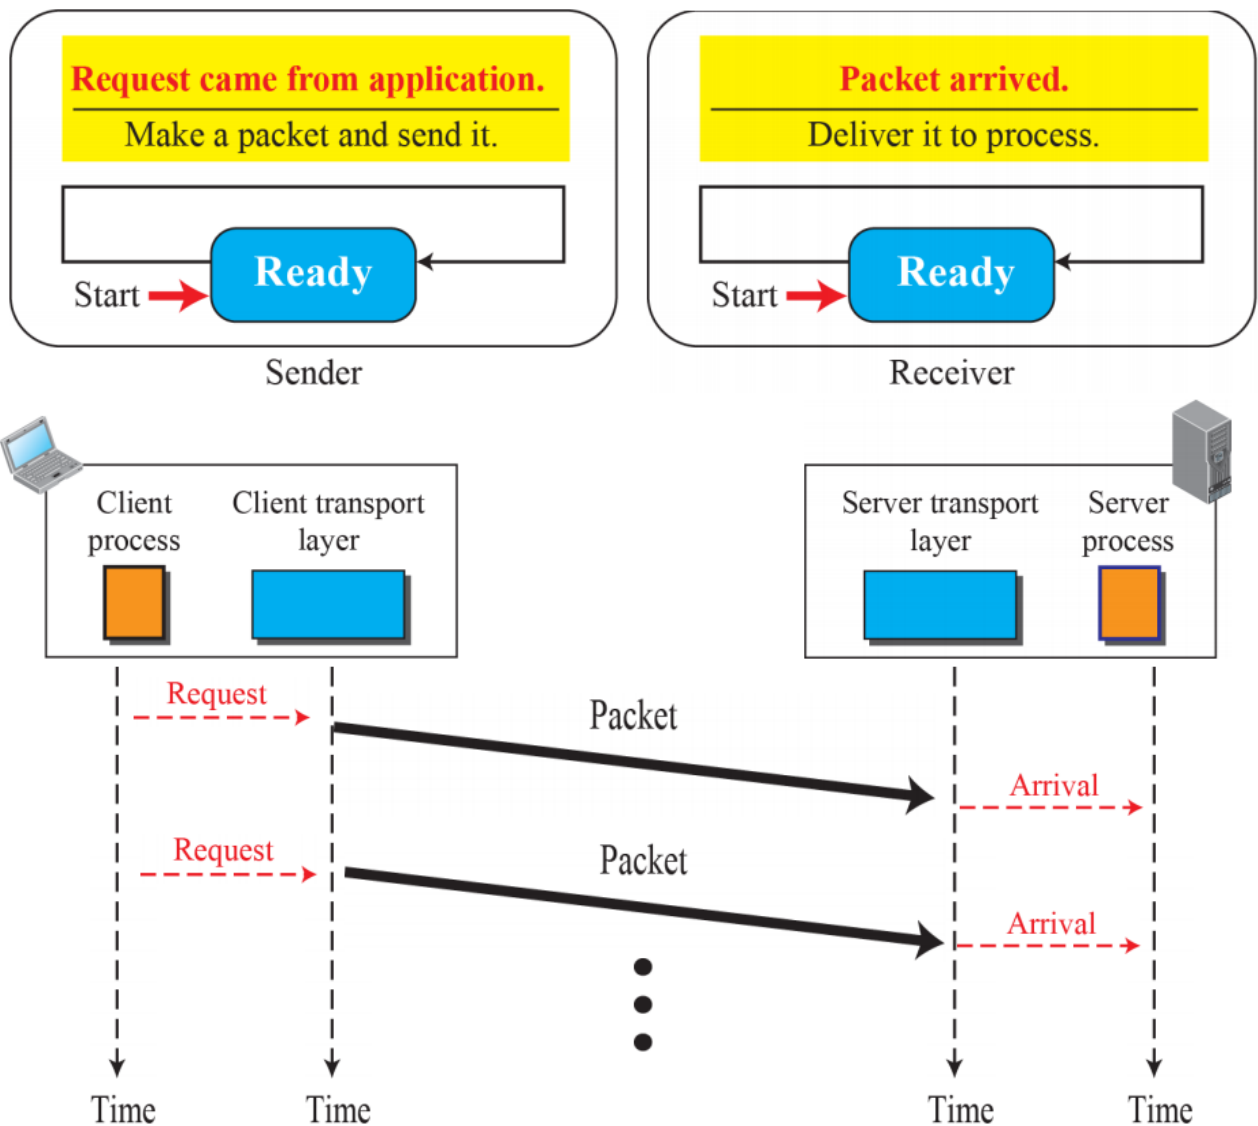 Request came from application.
Make a packet and send it.
Packet arrived.
Deliver it to process.
Ready
Start
Ready
Start
Sender
Receiver
Client
process
Client transport
layer
Server transport
layer
Server
process
Request
Packet
Arrival
Request
Packet
Arrival
Time
Time
Time
Time